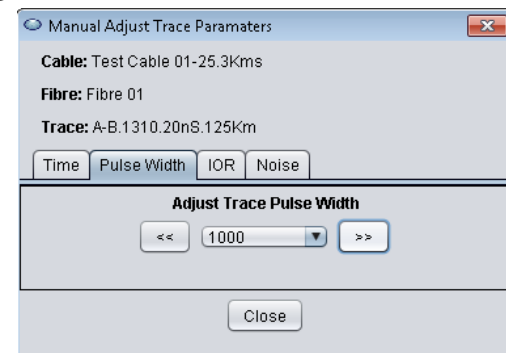 Manual Adjust Trace Paramaters
Cable: Test Cable 01-25.3Kms
Fibre: Fibre 01
Trace: A-B.1310.20nS.125Km
Time Pulse Width IOR Noise
Adjust Trace Pulse Width
<< 1000 >>
Close